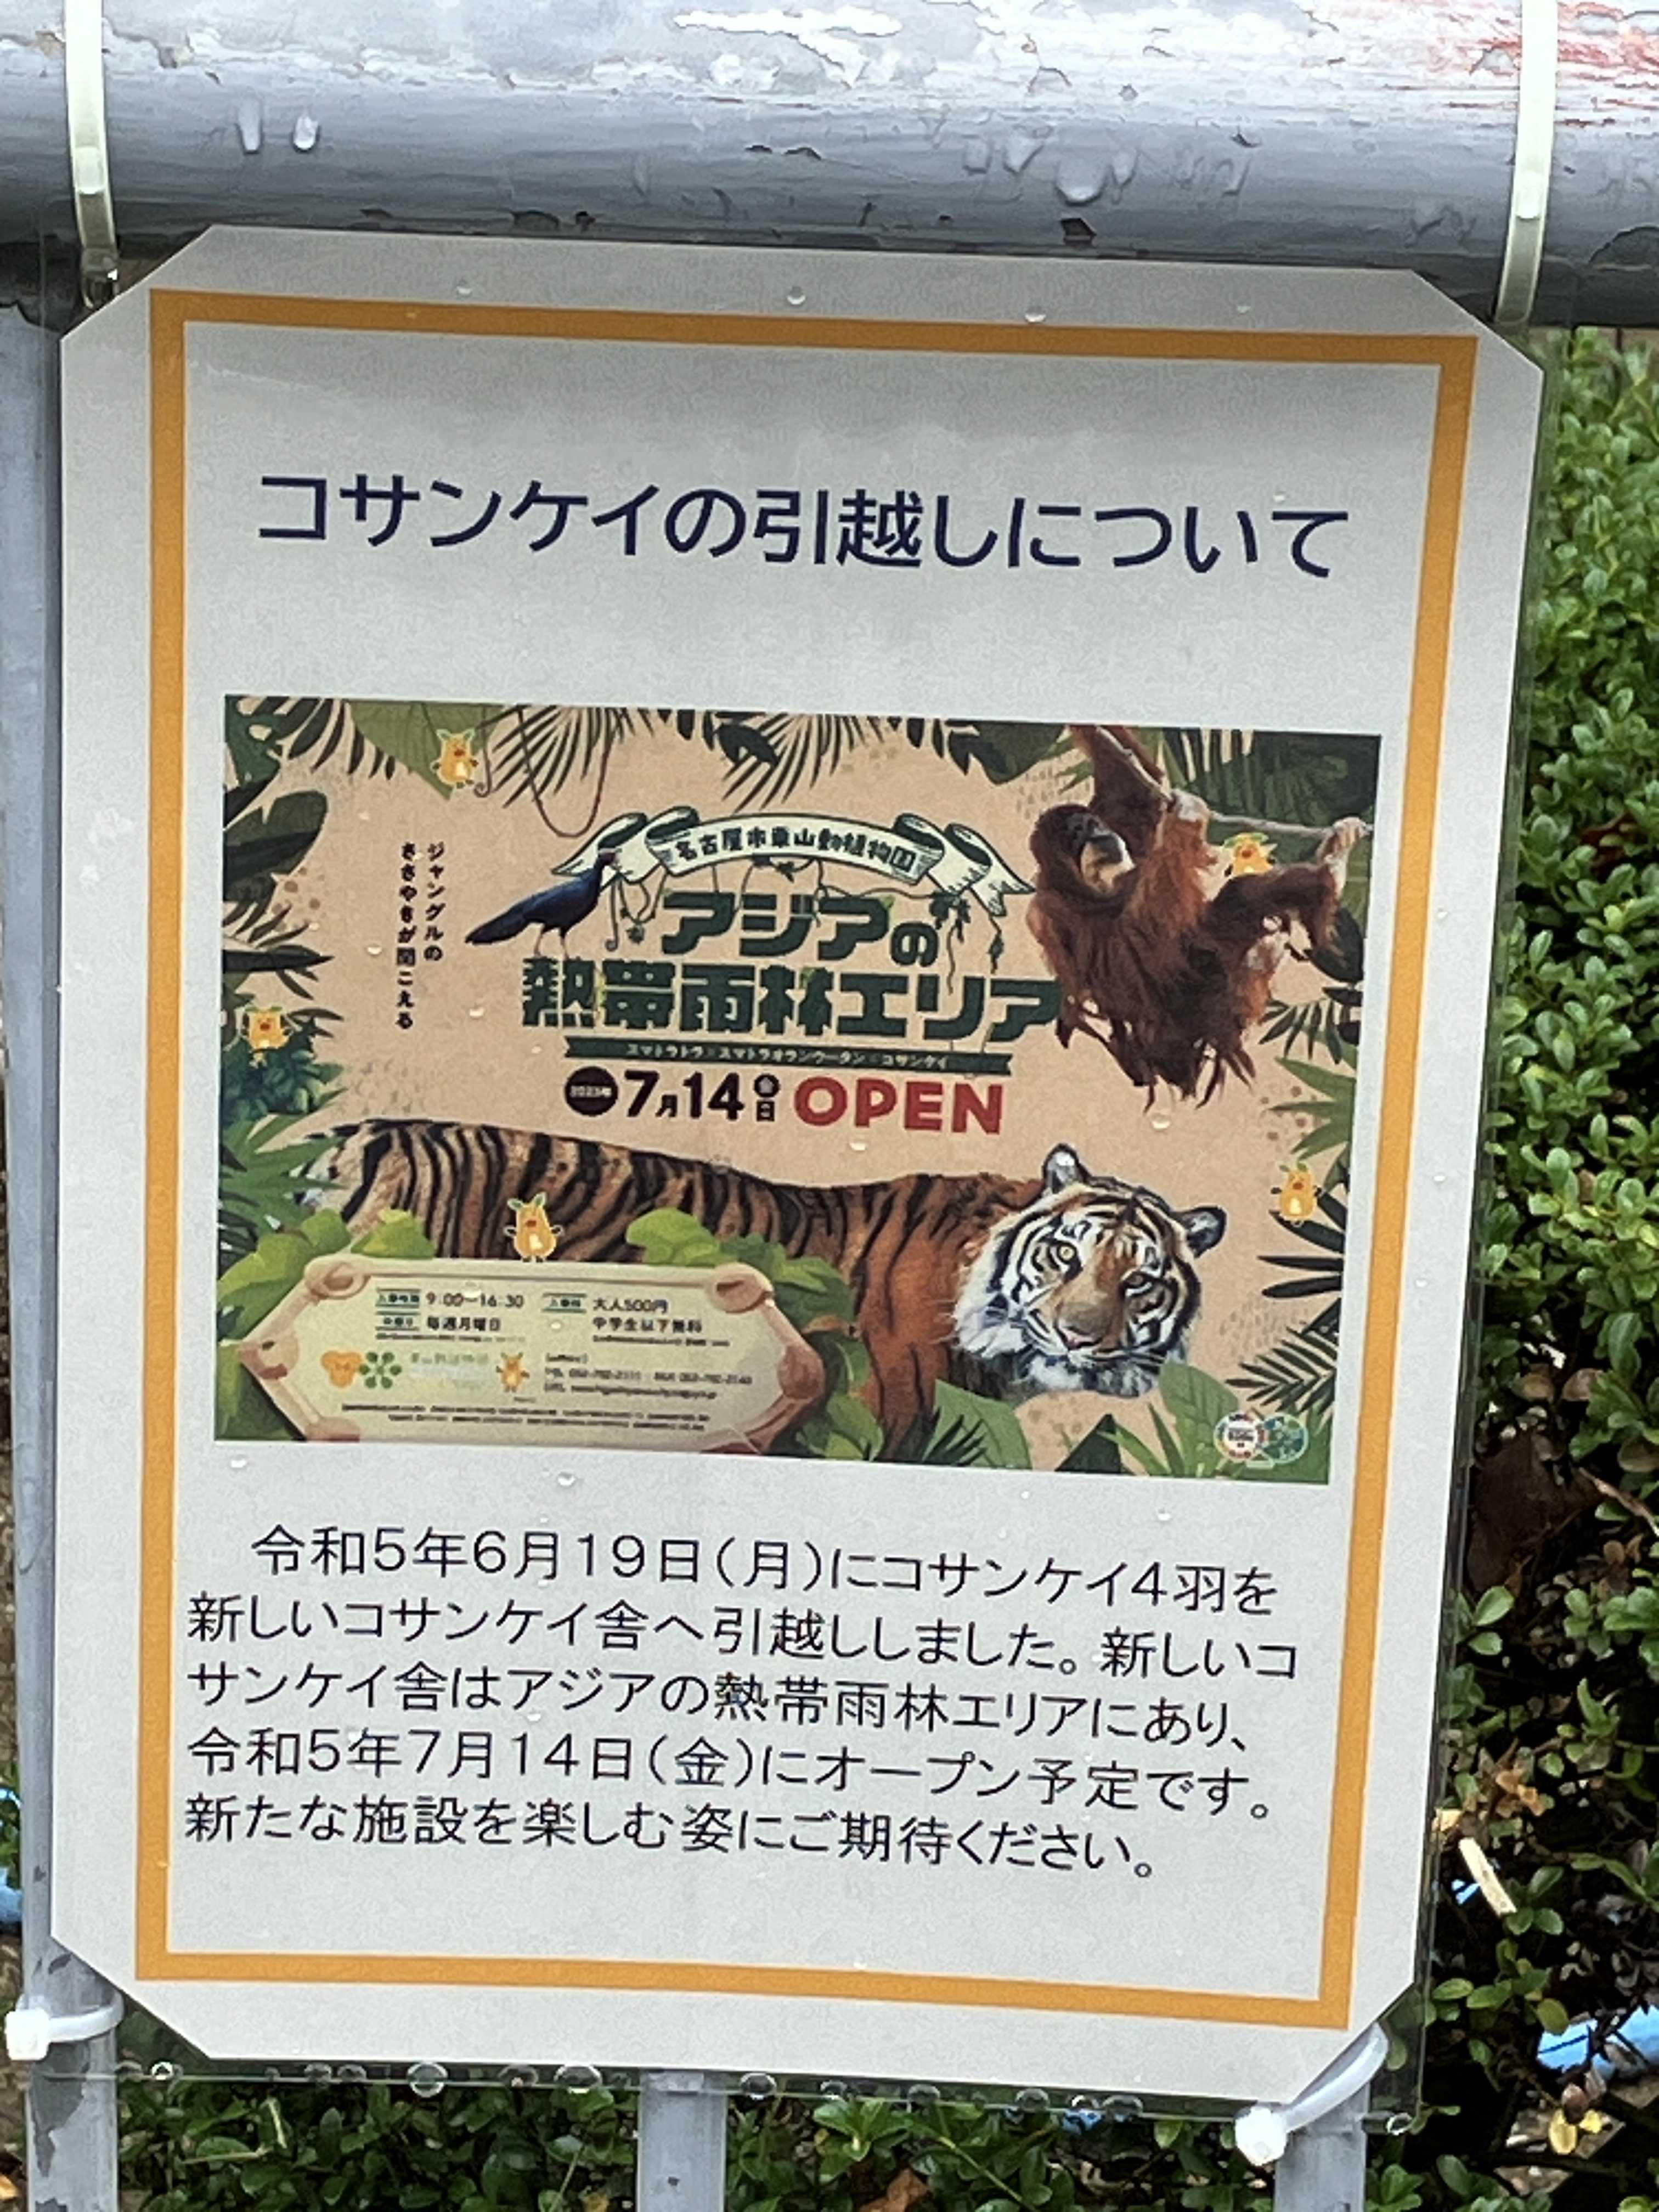 コサンケイの引越しについて
名古屋市東山動植物園
ジャングルの
ささやきが聞こえる
アジアの
熱帯雨林エリア
スマトラトラ×スマトラオランウータン×コサンケイ
2023年7月14金日 OPEN
9:00-16:30 大人500円
毎週月曜日 中学生以下無料
令和5年6月19日(月)にコサンケイ4羽を
新しいコサンケイ舎へ引越ししました。新しいコ
サンケイ舎はアジアの熱帯雨林エリアにあり、
令和5年7月14日(金)にオープン予定です。
新たな施設を楽しむ姿にご期待ください。